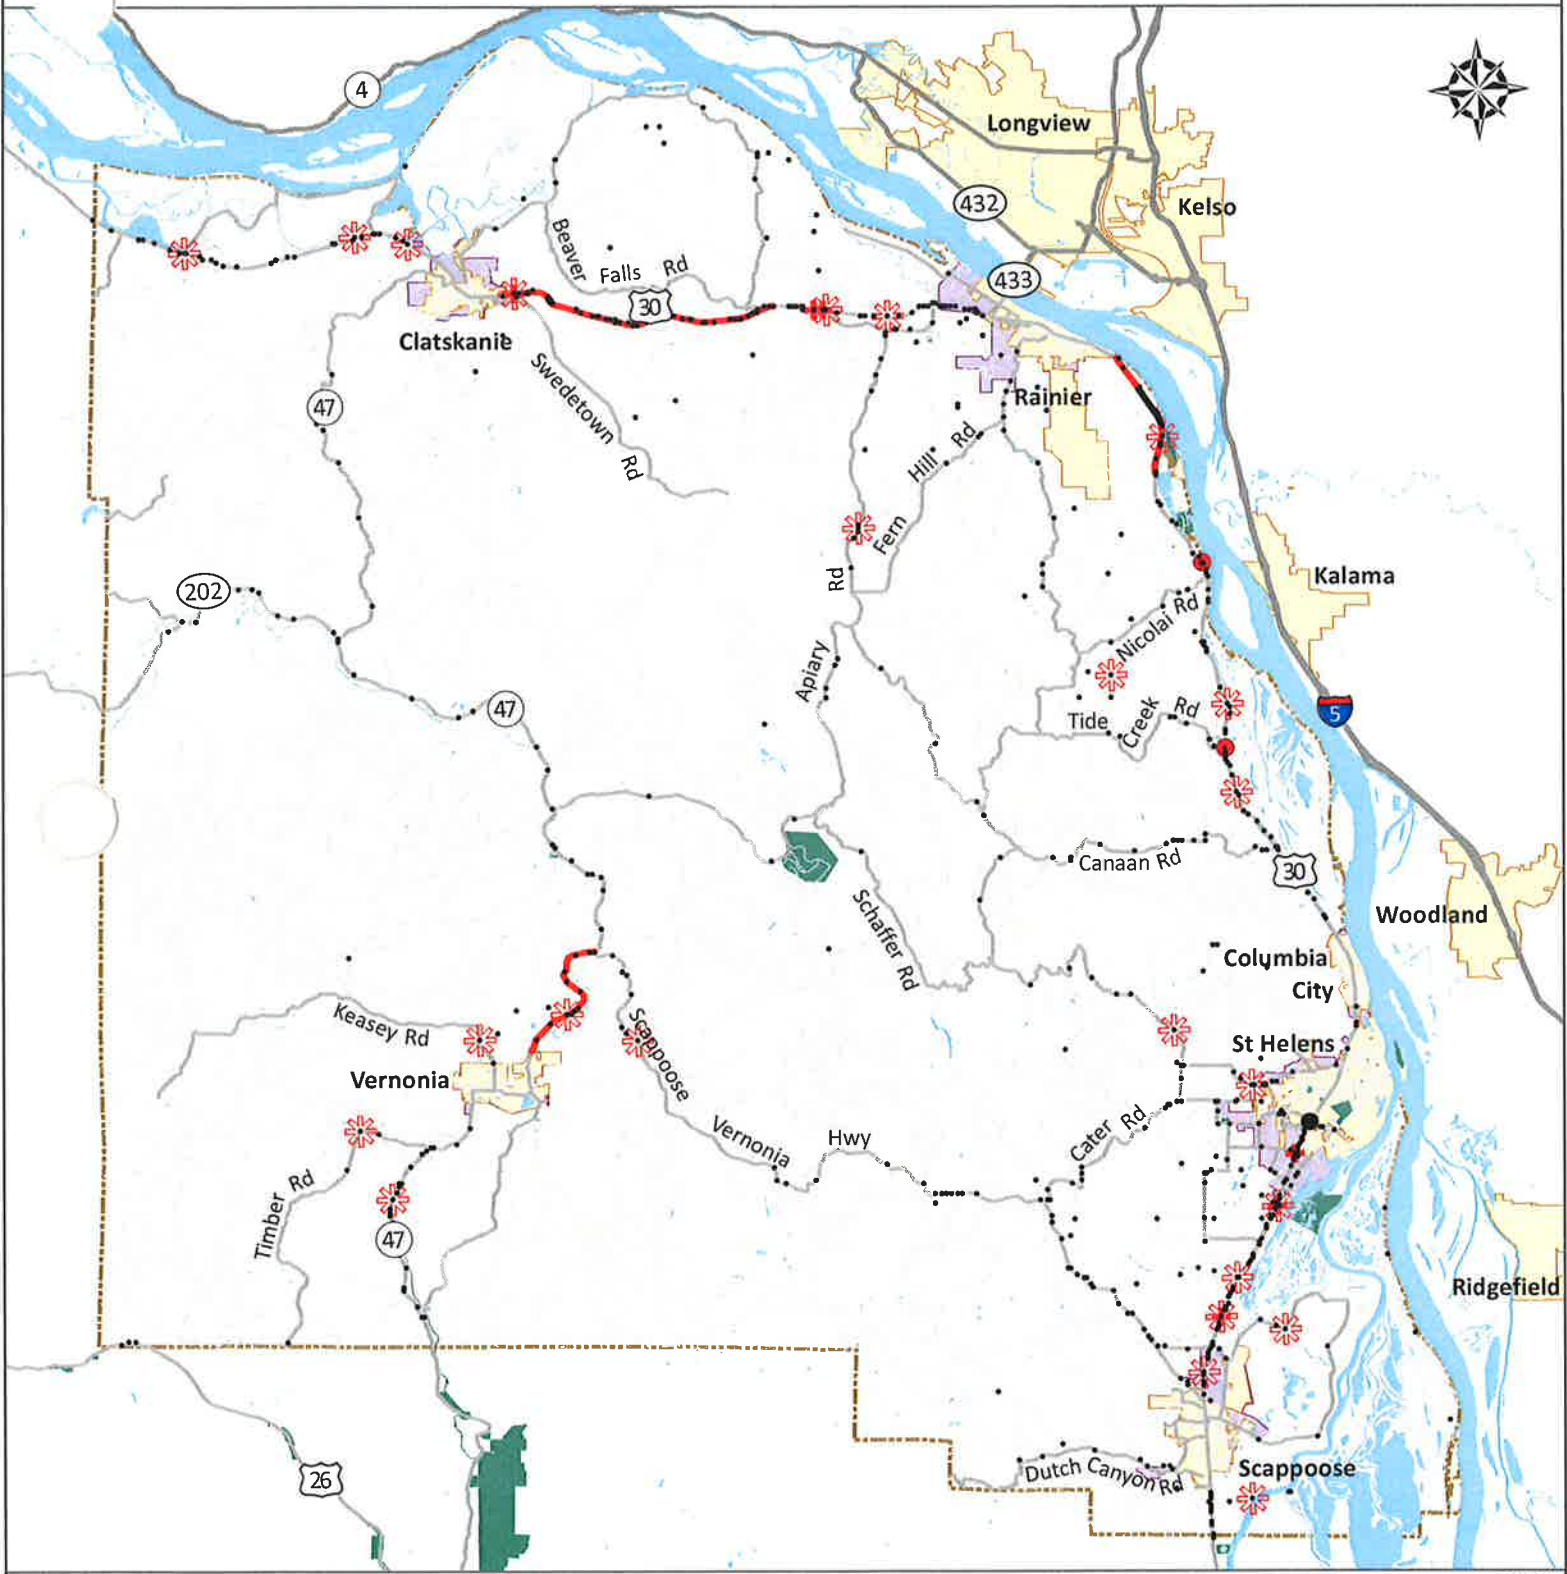 4
Longview
432
Kelso
Beaver
Falls Rd
433
30
Clatskanie
Swedetown
Rd
47
Rainier
Hill Rd
Fern
Rd
Kalama
202
Nicolai Rd
Apiary
47
Tide
Creek
Rd
5
Canaan Rd
30
Schaffer Rd
Woodland
Columbia
City
Keasey Rd
Scappoose
St Helens
Vernonia
Vernonia
Hwy
Cater Rd
Timber Rd
47
Ridgefield
Dutch Canyon Rd
Scappoose
26